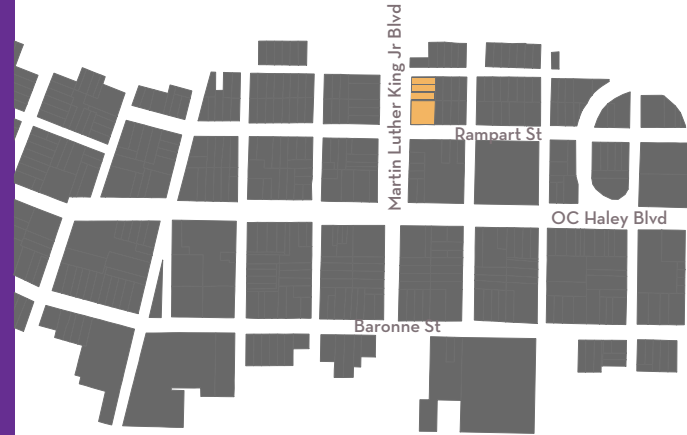 Martin Luther King Jr Blvd
Rampart St
OC Haley Blvd
Baronne St